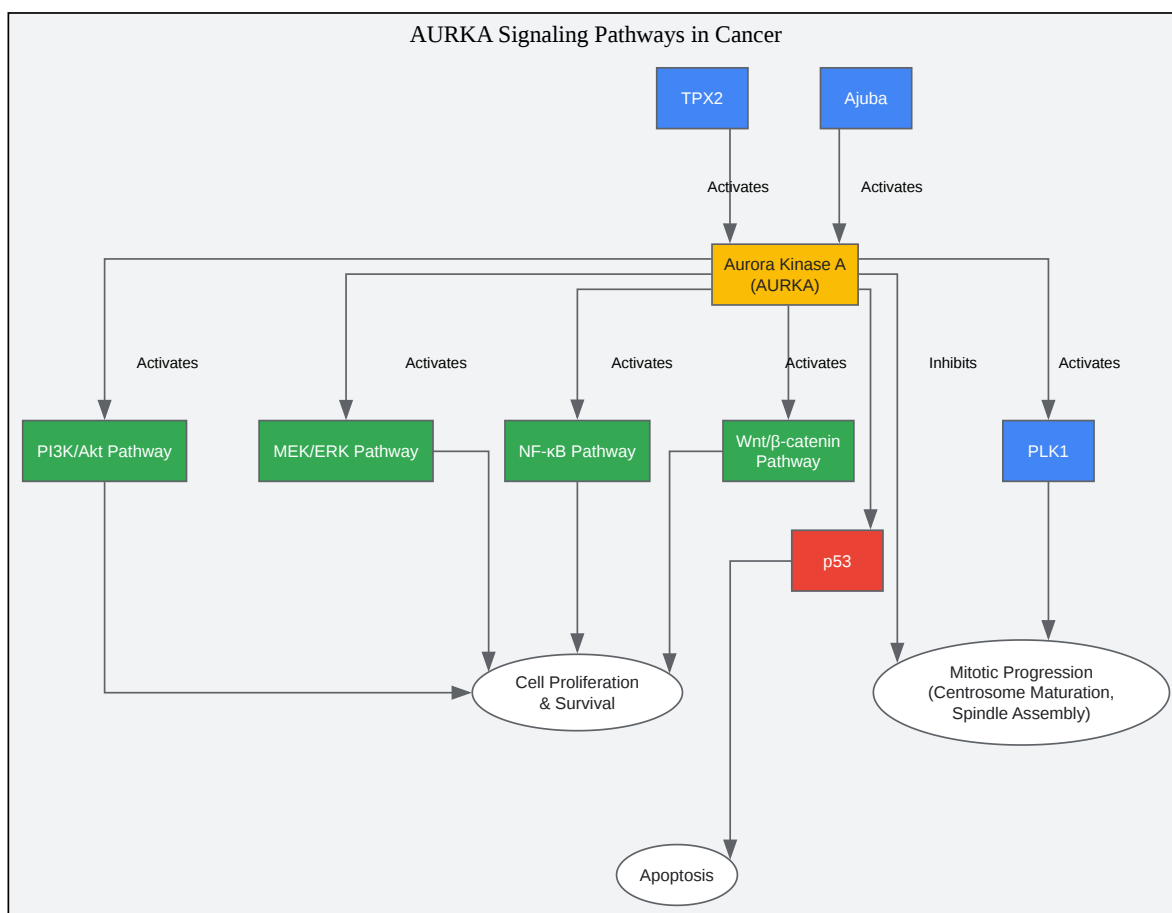 AURKA Signaling Pathways in Cancer
TPX2
Ajuba
Activates
Activates
Aurora Kinase A
(AURKA)
Activates
Activates
Activates
Activates
Inhibits
Activates
PI3K/Akt Pathway
MEK/ERK Pathway
NF-κB Pathway
Wnt/β-catenin
Pathway
PLK1
p53
Cell Proliferation
& Survival
Mitotic Progression
(Centrosome Maturation,
Spindle Assembly)
Apoptosis